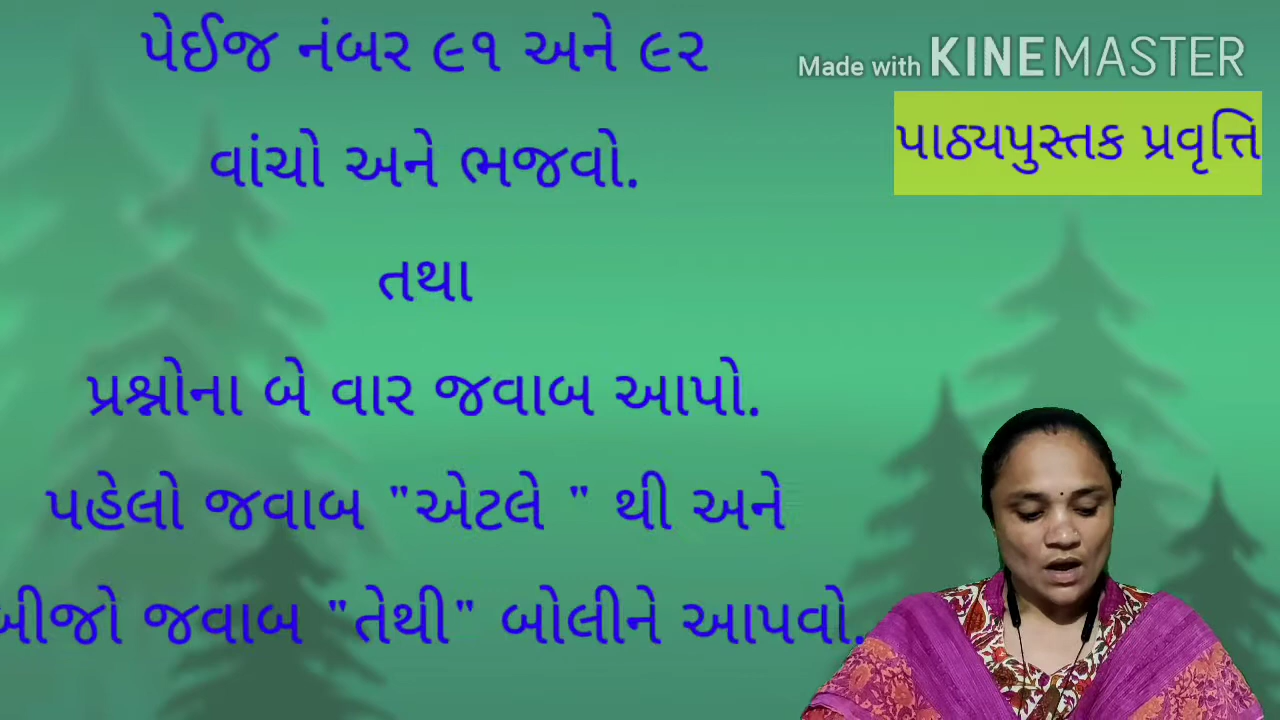 પેઈજ નંબર ૯૧ અને ૯૨
Made with KINEMASTER
પાઠ્યપુસ્તક પ્રવૃત્તિ
વાંચો અને ભજવો.
તથા
પ્રશ્નોના બે વાર જવાબ આપો.
પહેલો જવાબ "એટલે " થી અને
બીજો જવાબ "તેથી" બોલીને આપવો.